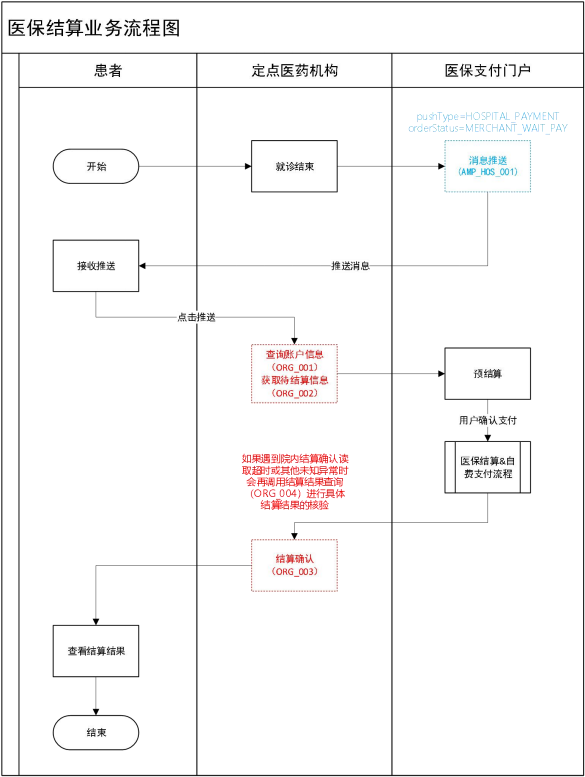 医保结算业务流程图
患者
定点医药机构
医保支付门户
pushType=HOSPITAL_PAYMENT
orderStatus=MERCHANT_WAIT_PAY
开始
就诊结束
消息推送
(AMP_HOS_001)
接收推送
推送消息
点击推送
查询账户信息
（ORG_001）
获取待结算信息
（ORG_002）
预结算
用户确认支付
医保结算&自
费支付流程
如果遇到院内结算确认读
取超时或其他未知异常时
会再调用结算结果查询
（ORG_004）进行具体
结算结果的核验
结算确认
（ORG_003）
查看结算结果
结束